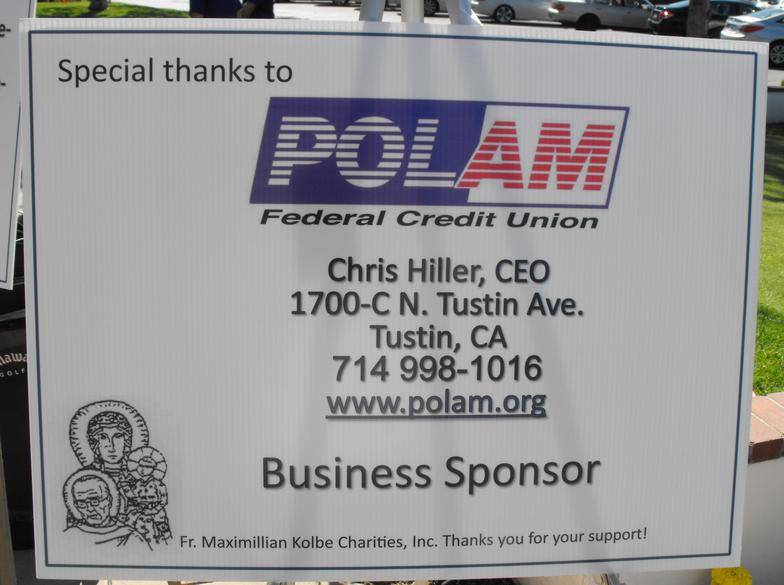 Special thanks to
POLAM
Federal Credit Union
Chris Hiller, CEO
1700-C N. Tustin Ave.
Tustin, CA
714 998-1016
www.polam.org
Business Sponsor
Fr. Maximillian Kolbe Charities, Inc. Thanks you for your support!
GOLF